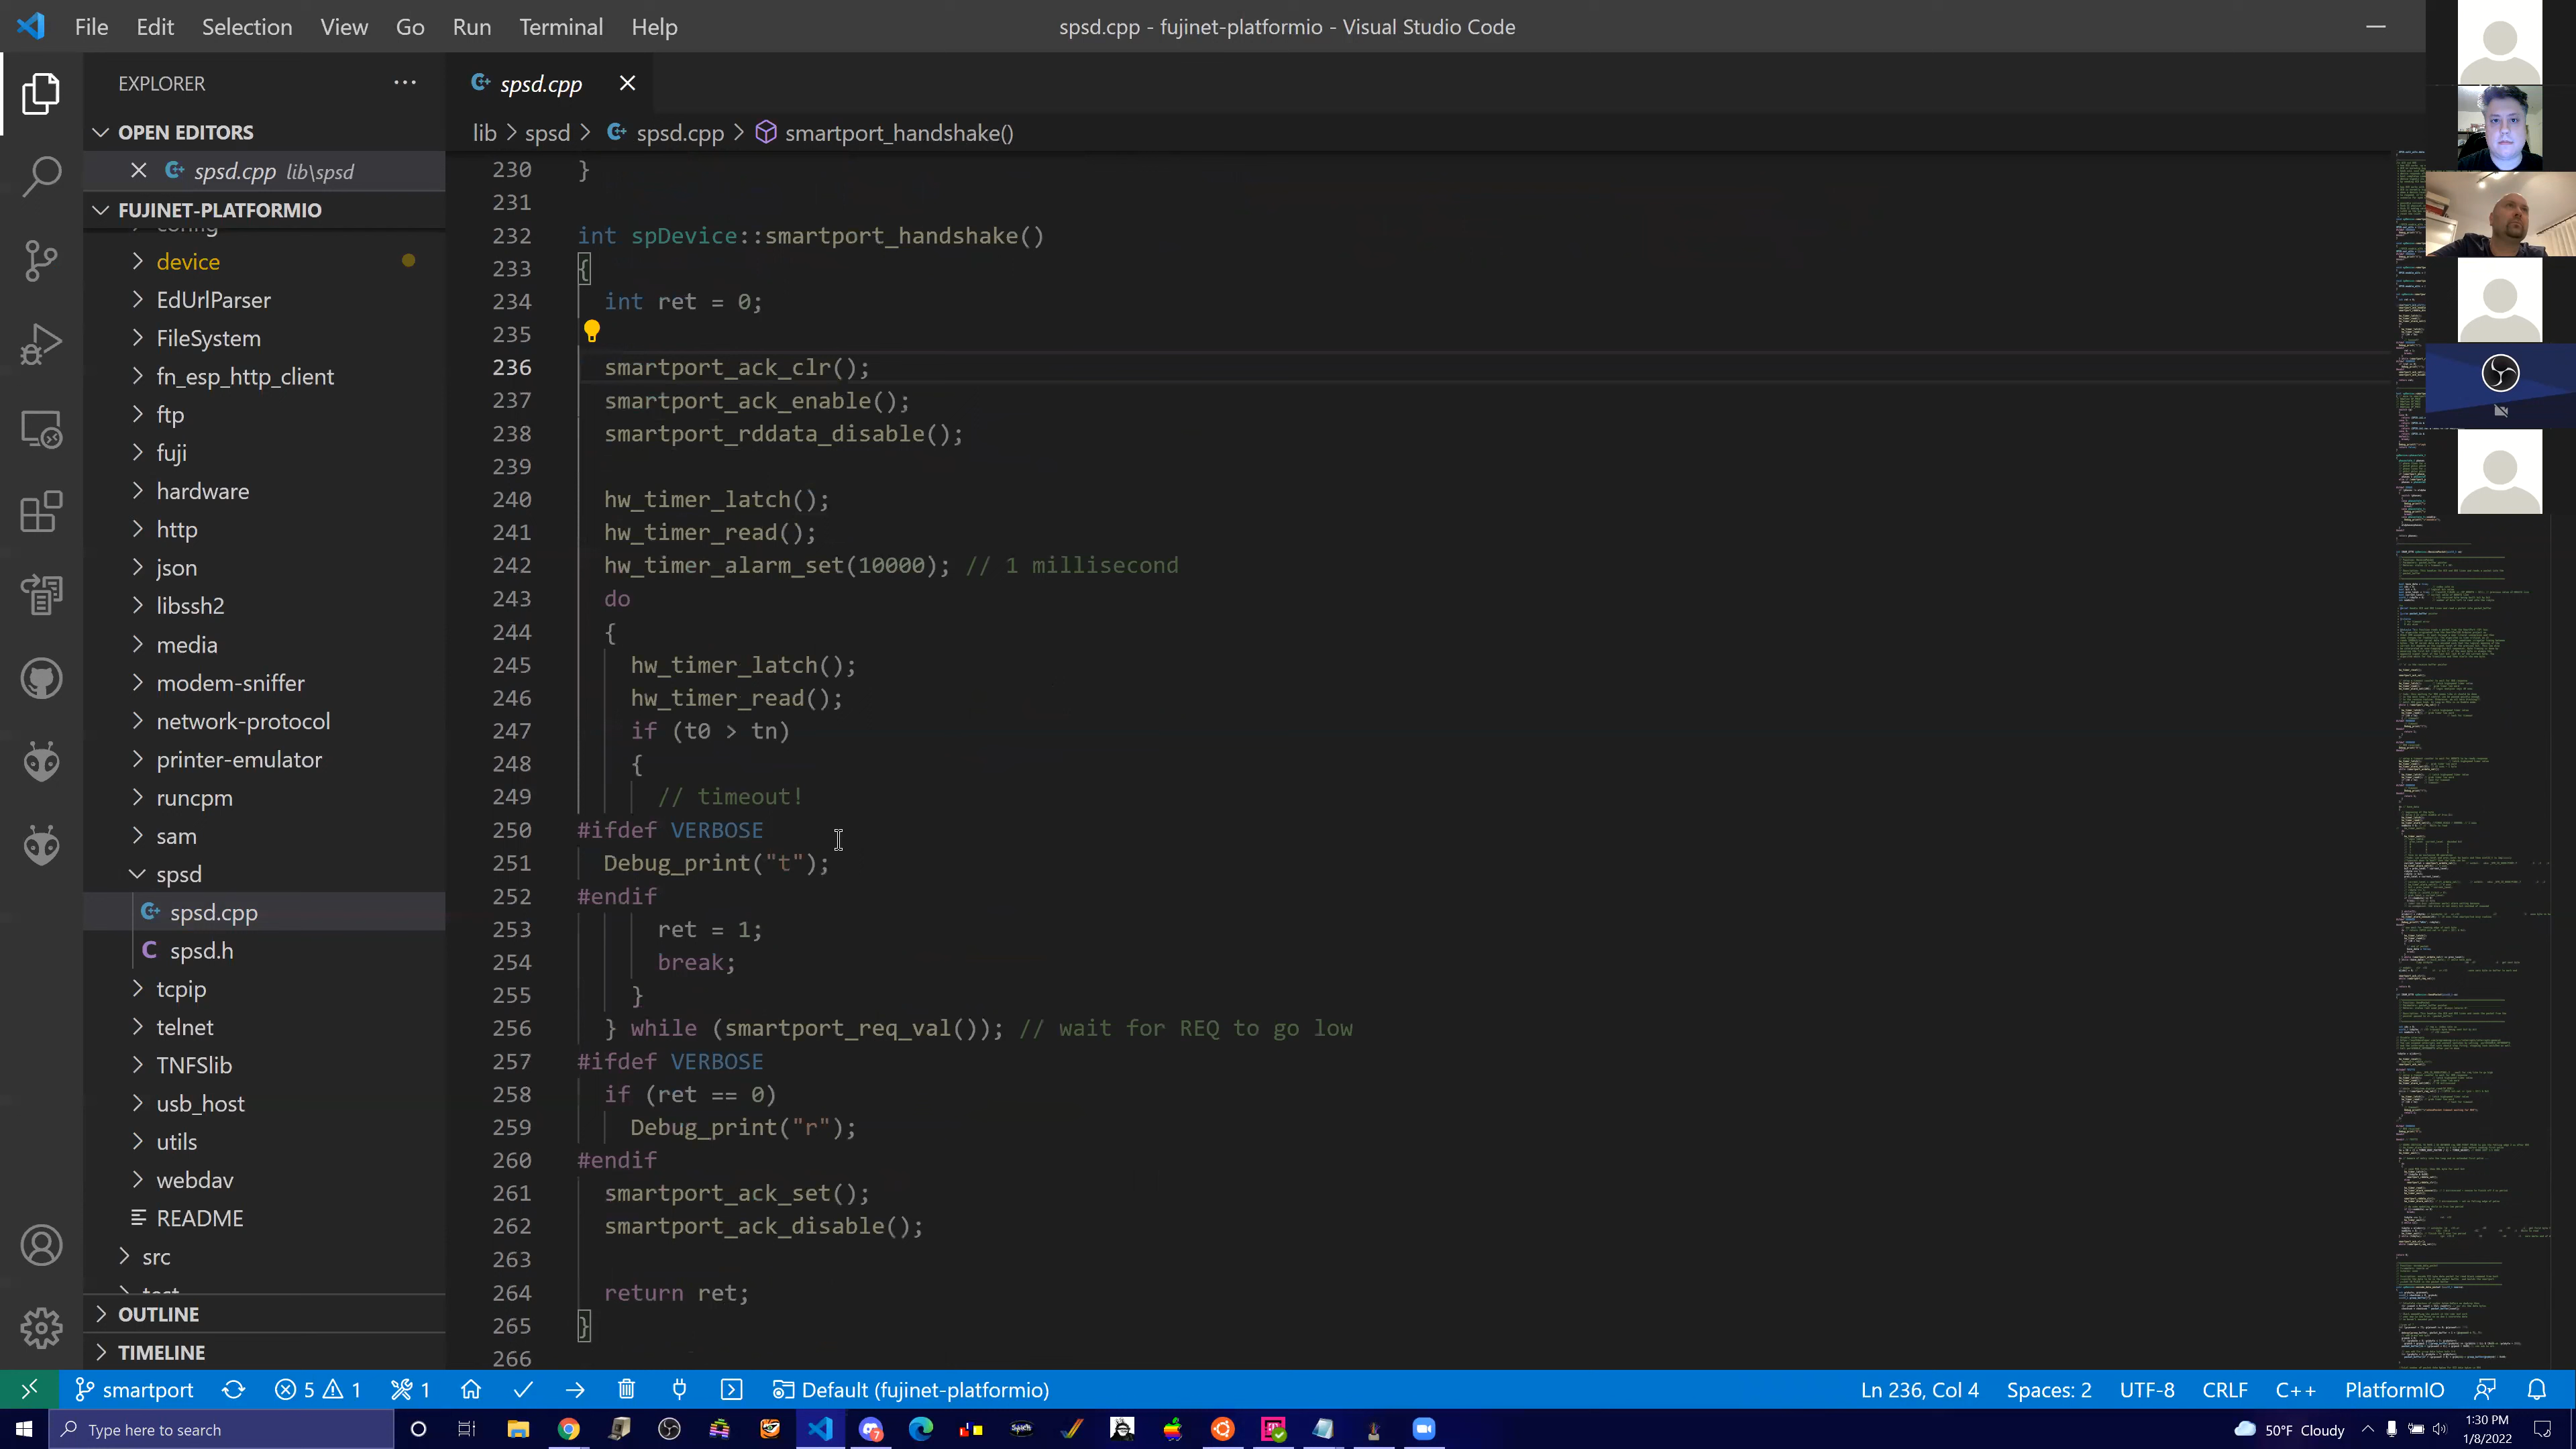 File Edit Selection View Go Run Terminal Help
spsd.cpp - fujinet-platformio - Visual Studio Code
EXPLORER
OPEN EDITORS
spsd.cpp lib\spsd
FUJINET-PLATFORMIO
config
device
EdUrlParser
FileSystem
fn_esp_http_client
ftp
fuji
hardware
http
json
libssh2
media
modem-sniffer
network-protocol
printer-emulator
runcpm
sam
spsd
spsd.cpp
spsd.h
tcpip
telnet
TNFSlib
usb_host
utils
webdav
README
src
test
OUTLINE
TIMELINE
spsd.cpp
lib > spsd > spsd.cpp > smartport_handshake()
230 }
231
232 int spDevice::smartport_handshake()
233 {
234 int ret = 0;
235
236 smartport_ack_clr();
237 smartport_ack_enable();
238 smartport_rddata_disable();
239
240 hw_timer_latch();
241 hw_timer_read();
242 hw_timer_alarm_set(10000); // 1 millisecond
243 do
244 {
245 hw_timer_latch();
246 hw_timer_read();
247 if (t0 > tn)
248 {
249 // timeout!
250 #ifdef VERBOSE
251 Debug_print("t");
252 #endif
253 ret = 1;
254 break;
255 }
256 } while (smartport_req_val()); // wait for REQ to go low
257 #ifdef VERBOSE
258 if (ret == 0)
259 Debug_print("r");
260 #endif
261 smartport_ack_set();
262 smartport_ack_disable();
263
264 return ret;
265 }
266
smartport 5 1 1 Default (fujinet-platformio) Ln 236, Col 4 Spaces: 2 UTF-8 CRLF C++ PlatformIO
Type here to search
50°F Cloudy
1:30 PM
1/8/2022